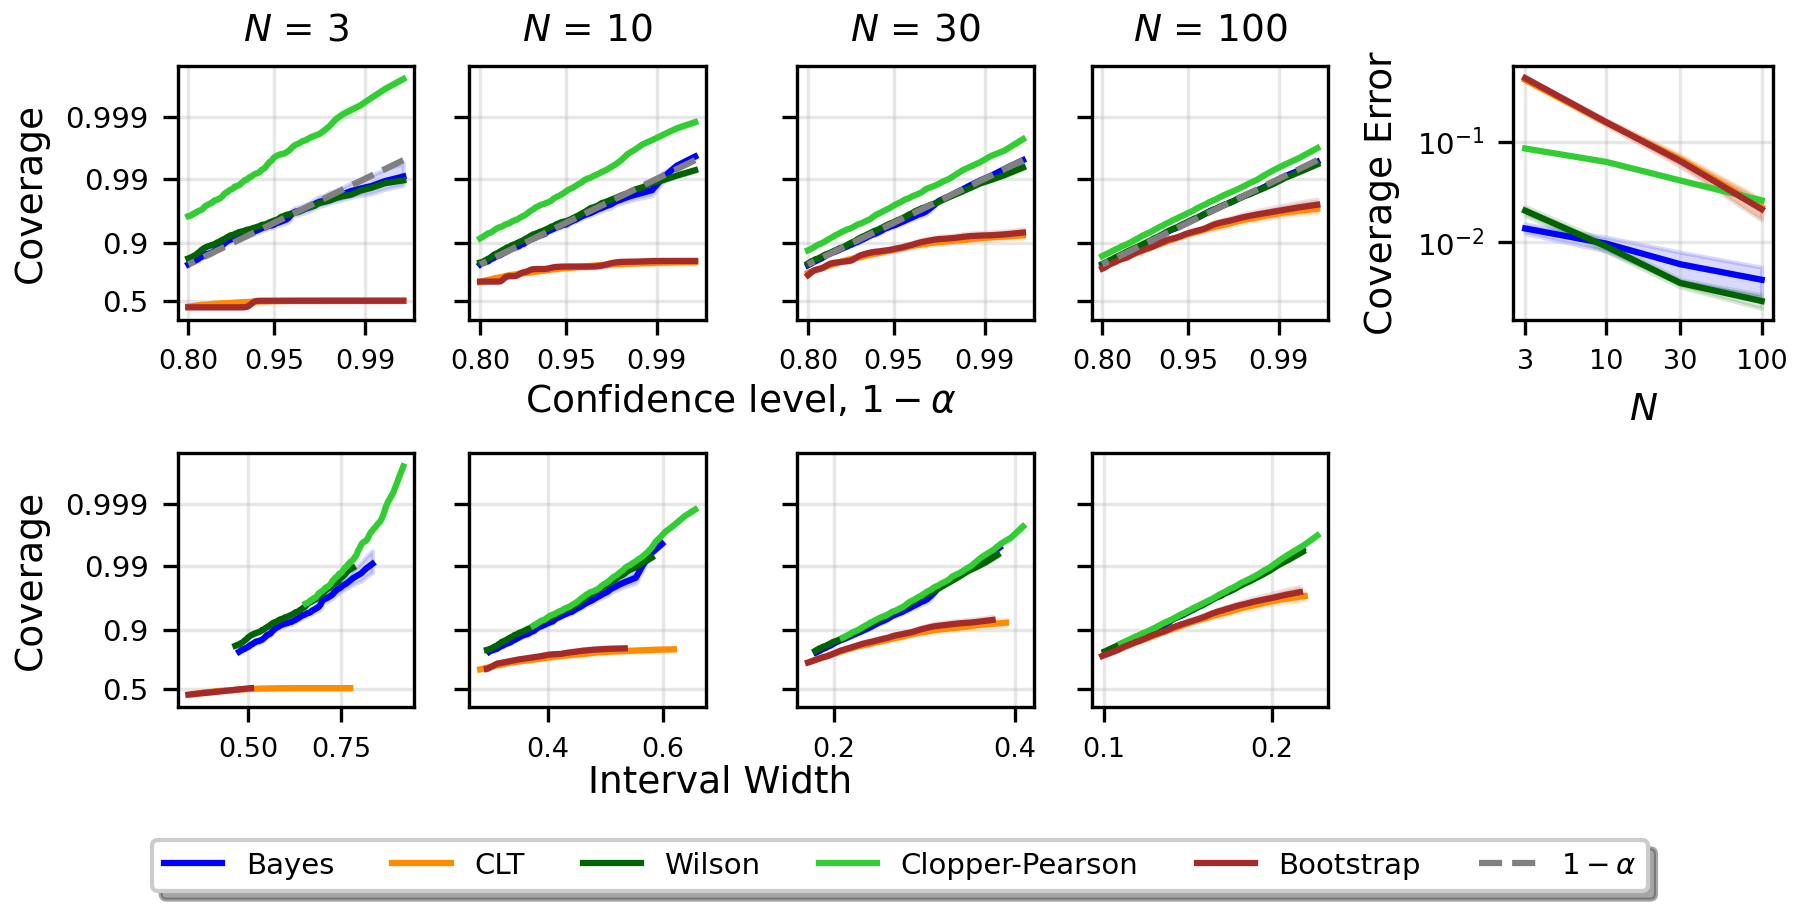 N = 3 N = 10 N = 30 N = 100
Coverage
0.999
0.99
0.9
0.5
0.80 0.95 0.99
0.80 0.95 0.99
0.80 0.95 0.99
0.80 0.95 0.99
Confidence level, 1 − α
Coverage Error
10⁻¹
10⁻²
3 10 30 100
N
Coverage
0.999
0.99
0.9
0.5
0.50 0.75
0.4 0.6
0.2 0.4
0.1 0.2
Interval Width
Bayes CLT Wilson Clopper-Pearson Bootstrap 1 − α